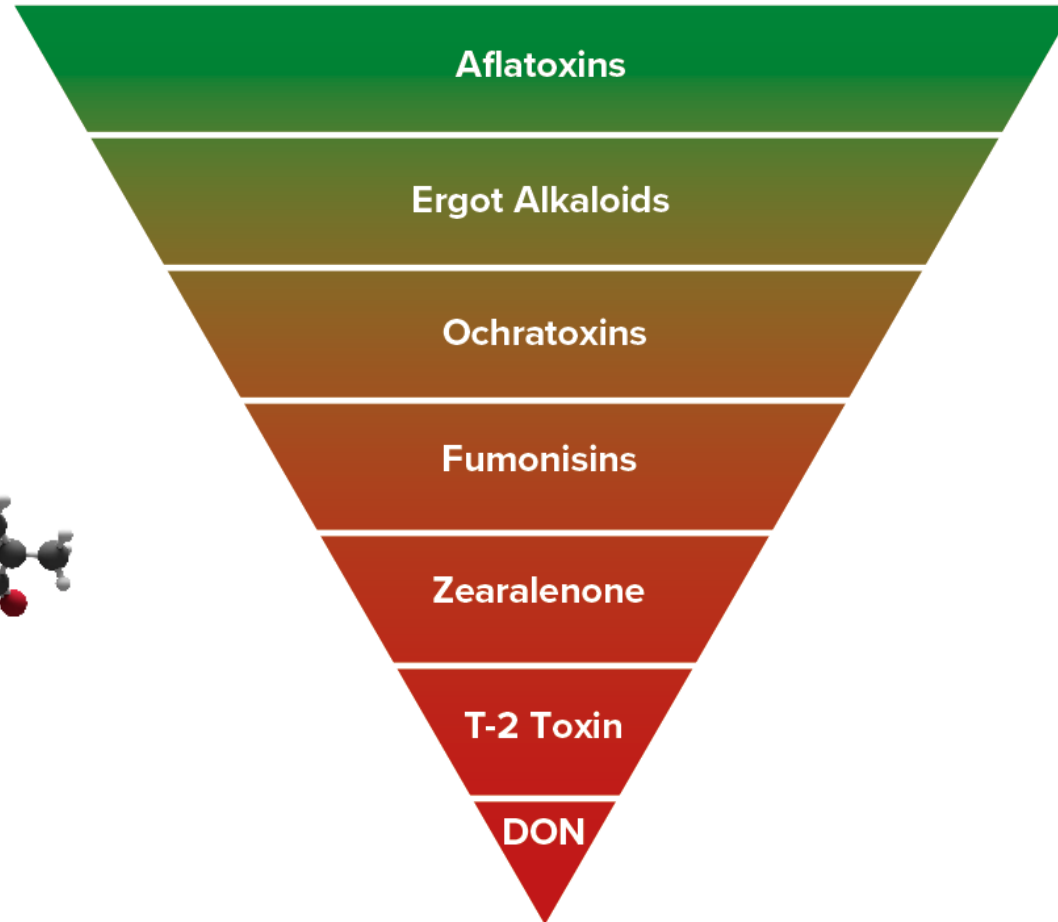 Aflatoxins
Ergot Alkaloids
Ochratoxins
Fumonisins
Zearalenone
T-2 Toxin
DON